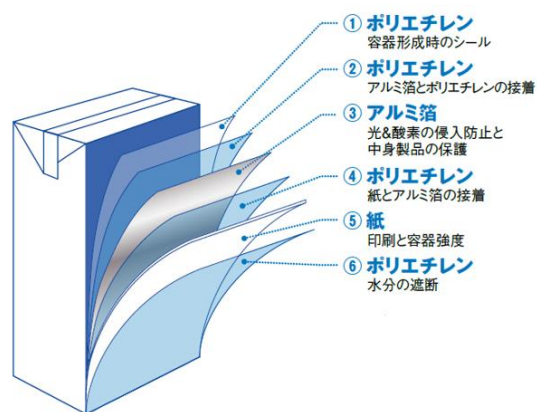 ① ポリエチレン
容器形成時のシール
② ポリエチレン
アルミ箔とポリエチレンの接着
③ アルミ箔
光&酸素の侵入防止と
中身製品の保護
④ ポリエチレン
紙とアルミ箔の接着
⑤ 紙
印刷と容器強度
⑥ ポリエチレン
水分の遮断